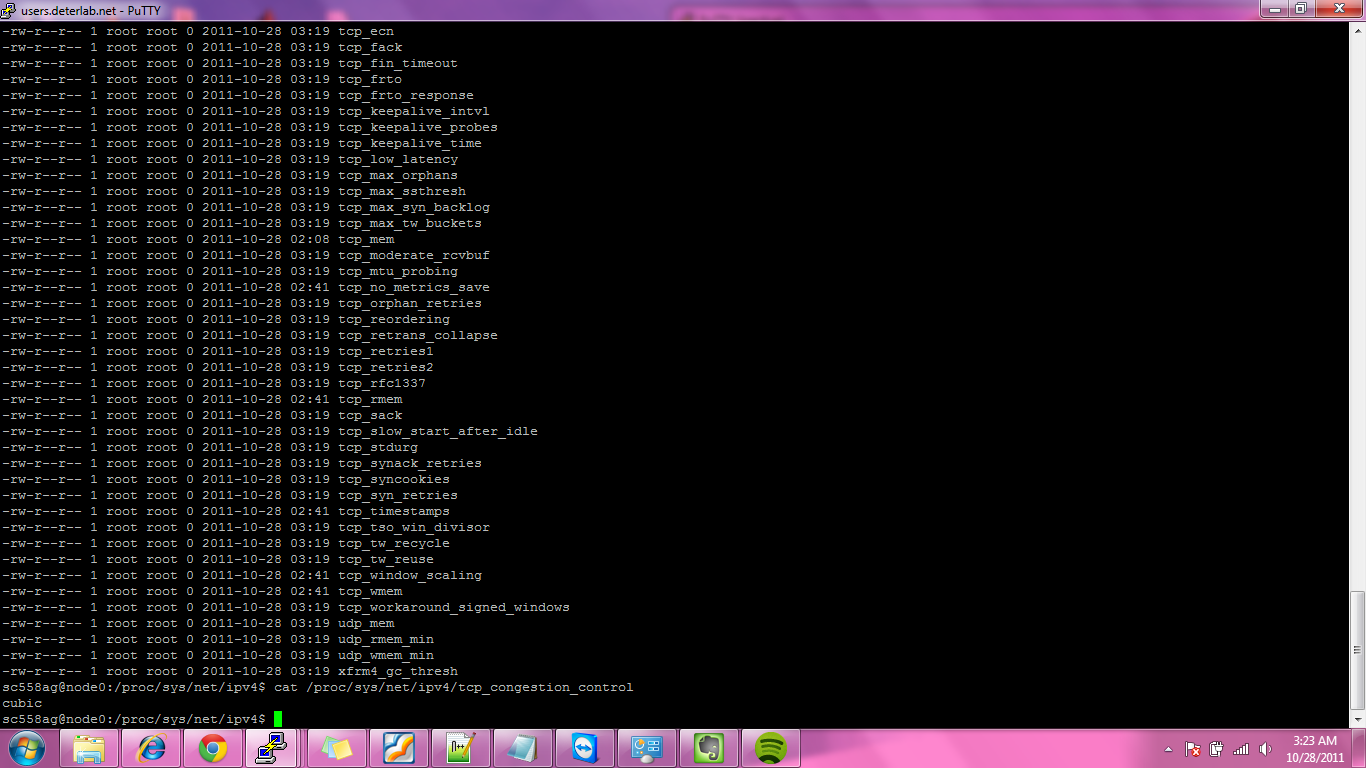 users.deterlab.net - PuTTY
-rw-r--r-- 1 root root 0 2011-10-28 03:19 tcp_ecn
-rw-r--r-- 1 root root 0 2011-10-28 03:19 tcp_fack
-rw-r--r-- 1 root root 0 2011-10-28 03:19 tcp_fin_timeout
-rw-r--r-- 1 root root 0 2011-10-28 03:19 tcp_frto
-rw-r--r-- 1 root root 0 2011-10-28 03:19 tcp_frto_response
-rw-r--r-- 1 root root 0 2011-10-28 03:19 tcp_keepalive_intvl
-rw-r--r-- 1 root root 0 2011-10-28 03:19 tcp_keepalive_probes
-rw-r--r-- 1 root root 0 2011-10-28 03:19 tcp_keepalive_time
-rw-r--r-- 1 root root 0 2011-10-28 03:19 tcp_low_latency
-rw-r--r-- 1 root root 0 2011-10-28 03:19 tcp_max_orphans
-rw-r--r-- 1 root root 0 2011-10-28 03:19 tcp_max_ssthresh
-rw-r--r-- 1 root root 0 2011-10-28 03:19 tcp_max_syn_backlog
-rw-r--r-- 1 root root 0 2011-10-28 03:19 tcp_max_tw_buckets
-rw-r--r-- 1 root root 0 2011-10-28 02:08 tcp_mem
-rw-r--r-- 1 root root 0 2011-10-28 03:19 tcp_moderate_rcvbuf
-rw-r--r-- 1 root root 0 2011-10-28 03:19 tcp_mtu_probing
-rw-r--r-- 1 root root 0 2011-10-28 02:41 tcp_no_metrics_save
-rw-r--r-- 1 root root 0 2011-10-28 03:19 tcp_orphan_retries
-rw-r--r-- 1 root root 0 2011-10-28 03:19 tcp_reordering
-rw-r--r-- 1 root root 0 2011-10-28 03:19 tcp_retrans_collapse
-rw-r--r-- 1 root root 0 2011-10-28 03:19 tcp_retries1
-rw-r--r-- 1 root root 0 2011-10-28 03:19 tcp_retries2
-rw-r--r-- 1 root root 0 2011-10-28 03:19 tcp_rfc1337
-rw-r--r-- 1 root root 0 2011-10-28 02:41 tcp_rmem
-rw-r--r-- 1 root root 0 2011-10-28 03:19 tcp_sack
-rw-r--r-- 1 root root 0 2011-10-28 03:19 tcp_slow_start_after_idle
-rw-r--r-- 1 root root 0 2011-10-28 03:19 tcp_stdurg
-rw-r--r-- 1 root root 0 2011-10-28 03:19 tcp_synack_retries
-rw-r--r-- 1 root root 0 2011-10-28 03:19 tcp_syncookies
-rw-r--r-- 1 root root 0 2011-10-28 03:19 tcp_syn_retries
-rw-r--r-- 1 root root 0 2011-10-28 02:41 tcp_timestamps
-rw-r--r-- 1 root root 0 2011-10-28 03:19 tcp_tso_win_divisor
-rw-r--r-- 1 root root 0 2011-10-28 03:19 tcp_tw_recycle
-rw-r--r-- 1 root root 0 2011-10-28 03:19 tcp_tw_reuse
-rw-r--r-- 1 root root 0 2011-10-28 02:41 tcp_window_scaling
-rw-r--r-- 1 root root 0 2011-10-28 02:41 tcp_wmem
-rw-r--r-- 1 root root 0 2011-10-28 03:19 tcp_workaround_signed_windows
-rw-r--r-- 1 root root 0 2011-10-28 03:19 udp_mem
-rw-r--r-- 1 root root 0 2011-10-28 03:19 udp_rmem_min
-rw-r--r-- 1 root root 0 2011-10-28 03:19 udp_wmem_min
-rw-r--r-- 1 root root 0 2011-10-28 03:19 xfrm4_gc_thresh
sc558ag@node0:/proc/sys/net/ipv4$ cat /proc/sys/net/ipv4/tcp_congestion_control
cubic
sc558ag@node0:/proc/sys/net/ipv4$
3:23 AM
10/28/2011